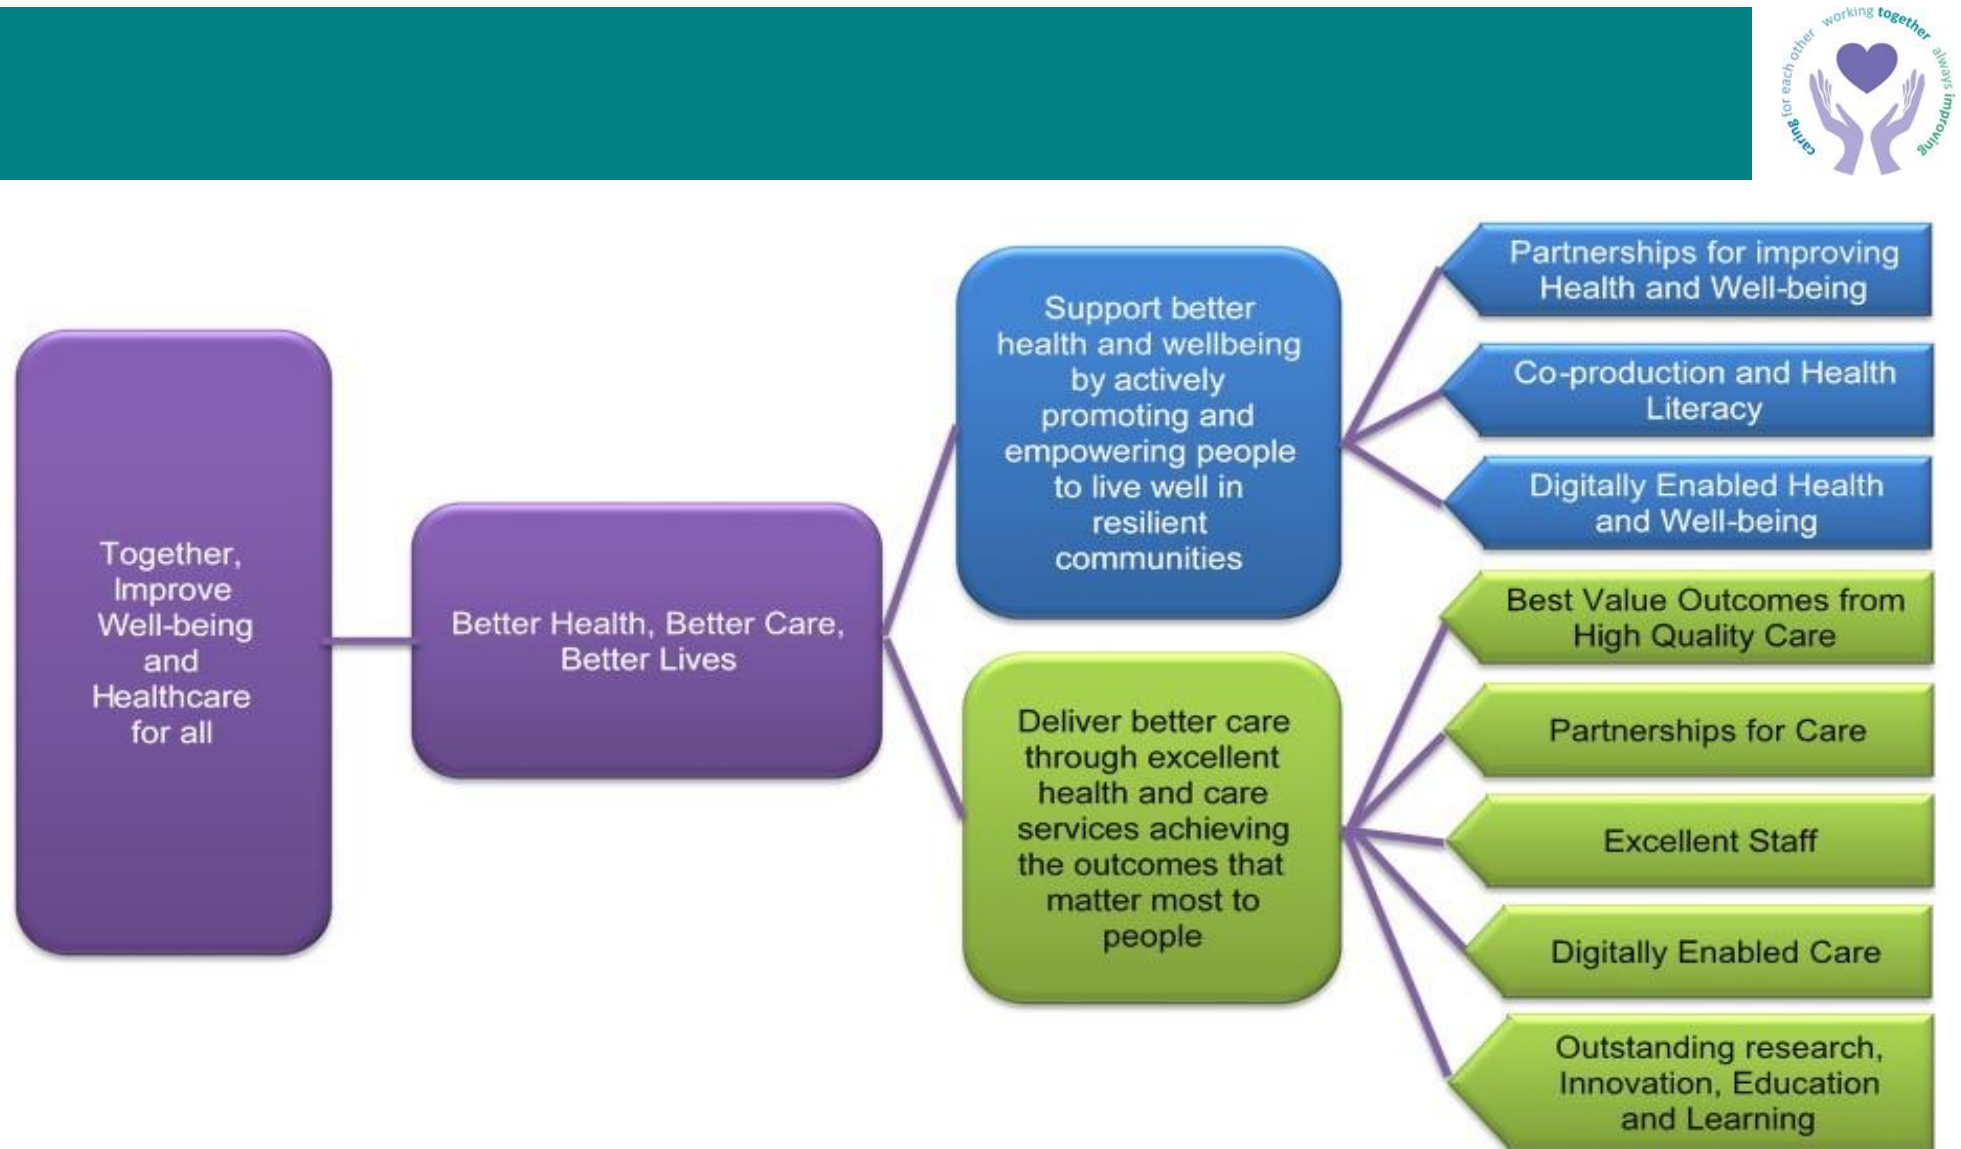 caring for each other working together always improving
Together,
Improve
Well-being
and
Healthcare
for all
Better Health, Better Care,
Better Lives
Support better
health and wellbeing
by actively
promoting and
empowering people
to live well in
resilient
communities
Partnerships for improving
Health and Well-being
Co-production and Health
Literacy
Digitally Enabled Health
and Well-being
Deliver better care
through excellent
health and care
services achieving
the outcomes that
matter most to
people
Best Value Outcomes from
High Quality Care
Partnerships for Care
Excellent Staff
Digitally Enabled Care
Outstanding research,
Innovation, Education
and Learning